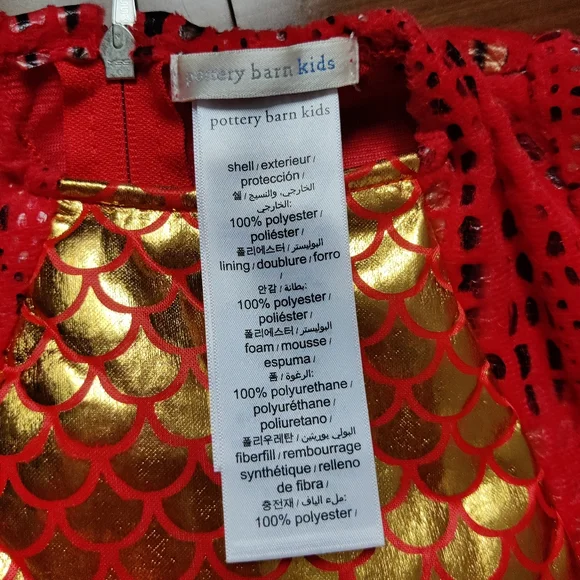 pottery barn kids
pottery barn kids
shell / exterieur /
protección /
쉘 / الخارجي، والنسيج
الخارجي:
100% polyester /
poliéster /
폴리에스터 / البوليستر
lining / doublure / forro
/
안감 / بطانة:
100% polyester /
poliéster /
폴리에스터 / البوليستر
foam / mousse /
espuma /
폼 / الرغوة:
100% polyurethane /
polyuréthane /
poliuretano /
폴리우레탄 / البولي يوريثين
fiberfill / rembourrage
synthétique / relleno
de fibra /
충전재 / ملء الياف:
100% polyester